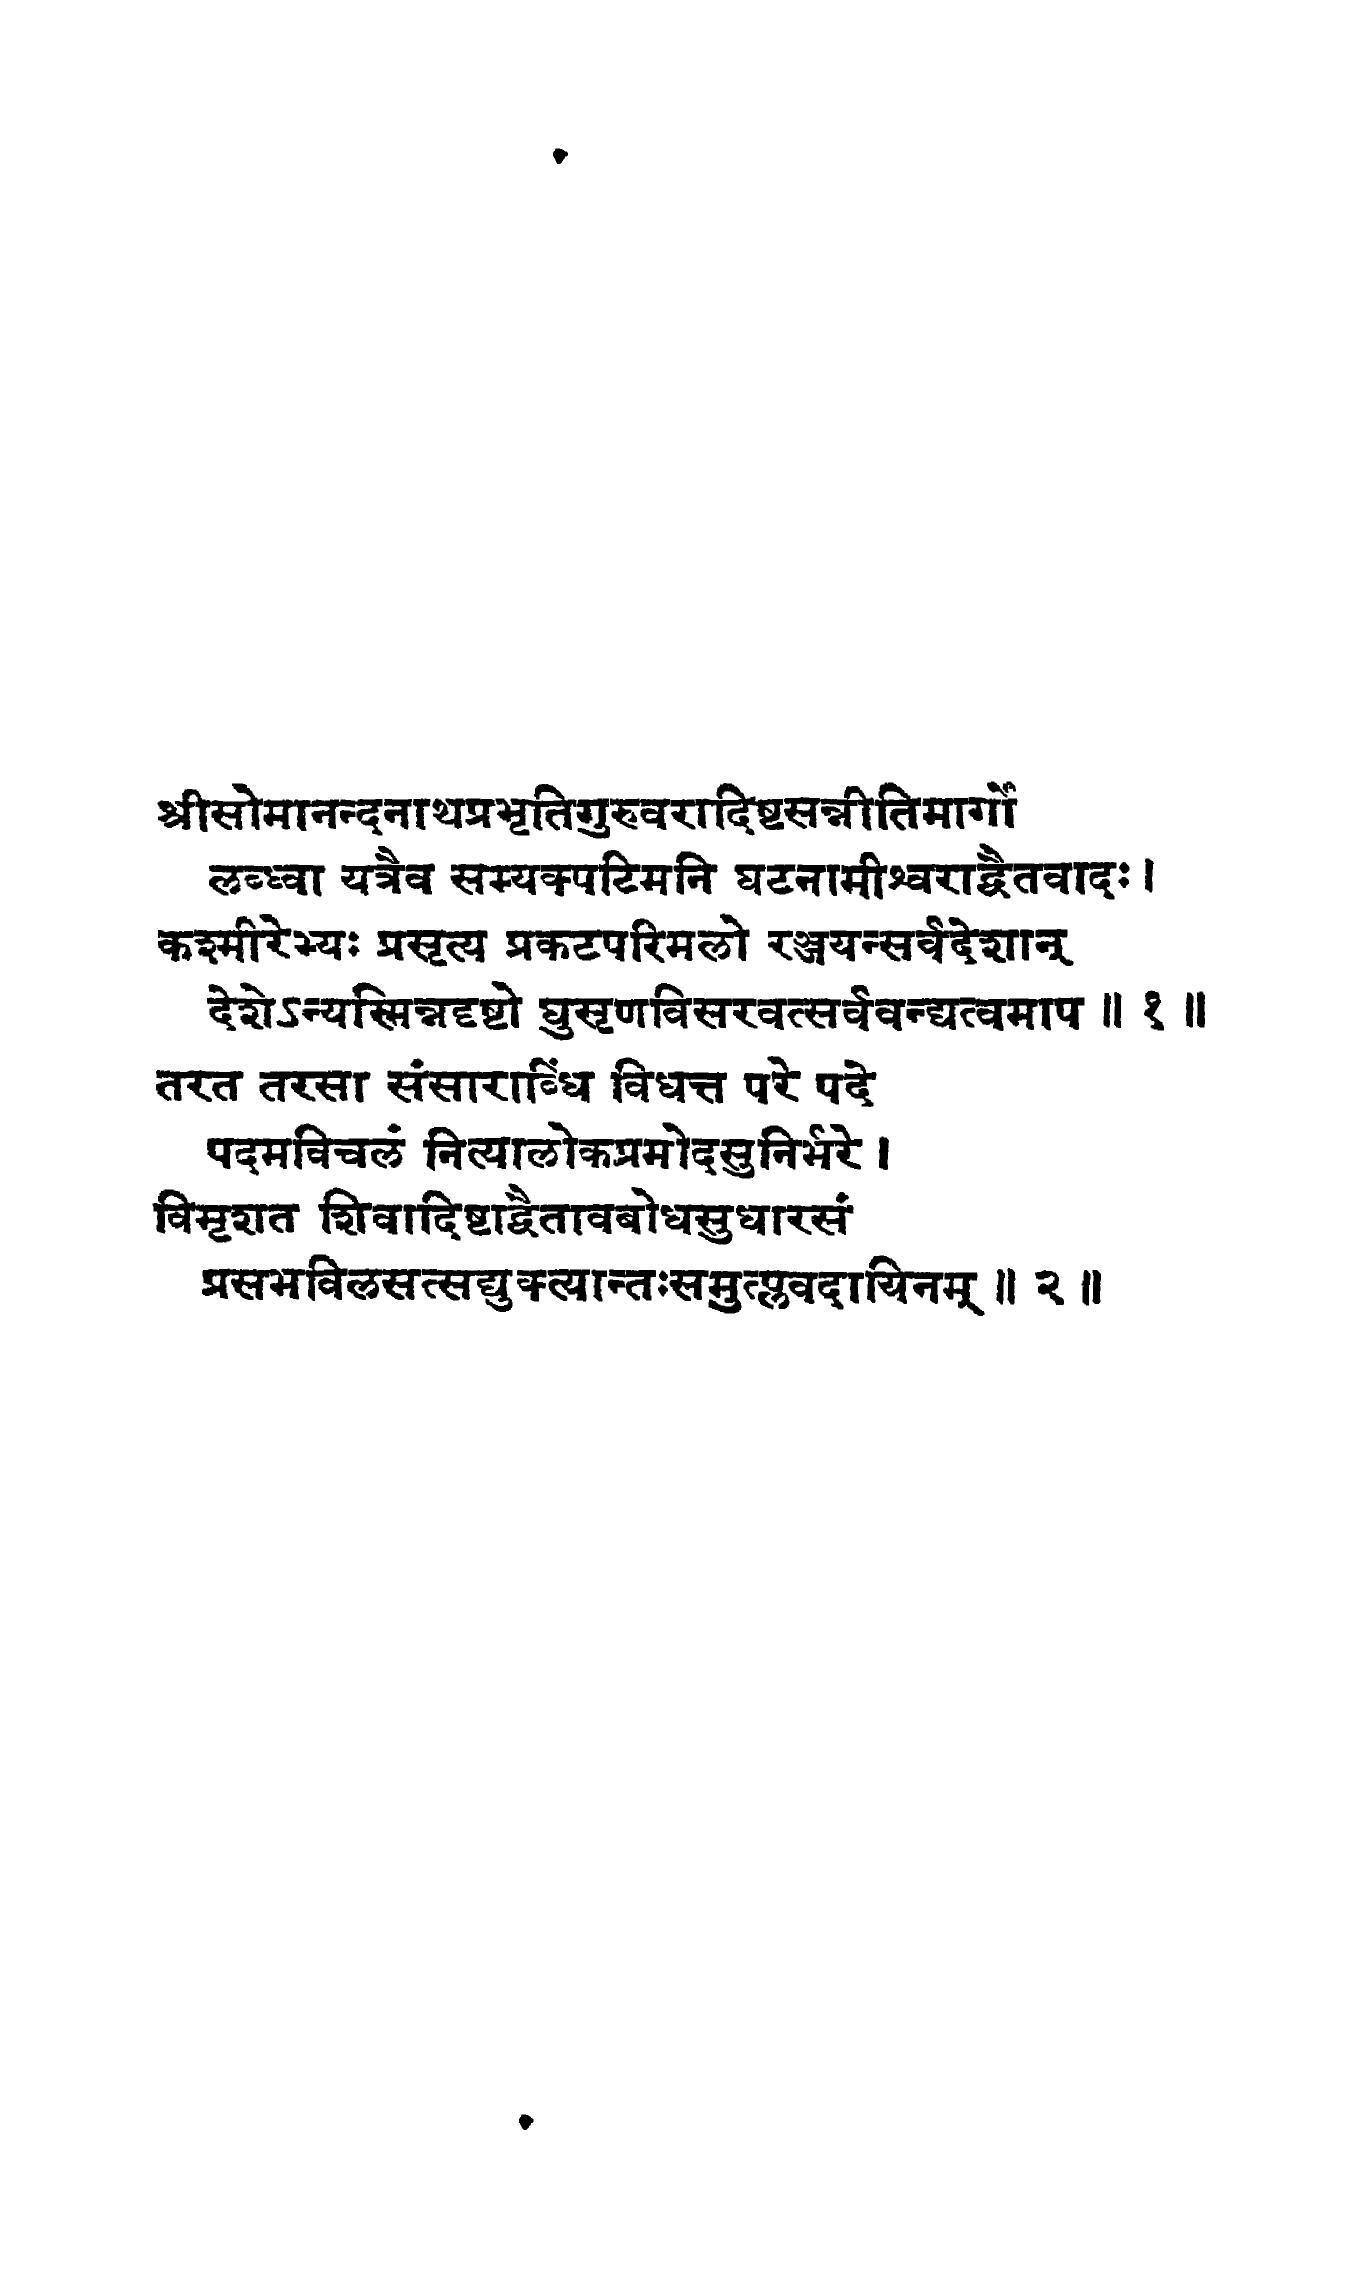 श्रीसोमानन्दनाथप्रभृतिगुरुवरादिष्टसन्नीतिमार्गो
लब्ध्वा यत्रैव सम्यक्पटिमनि घटनामीश्वराद्वैतवादः।
कश्मीरेभ्यः प्रसृत्य प्रकटपरिमलो रञ्जयन्सर्वदेशान्
देशेऽन्यस्मिन्नदृष्टो घुसृणविसरवत्सर्ववन्द्यत्वमाप ॥ १ ॥
तरत तरसा संसाराब्धिं विधत्त परे पदे
पदमविचलं नित्यालोकप्रमोदसुनिर्भरे।
विमृशत शिवादिष्टाद्वैतावबोधसुधारसं
प्रसभविलसत्सद्युक्त्यान्तःसमुत्प्लवदायिनम् ॥ २ ॥